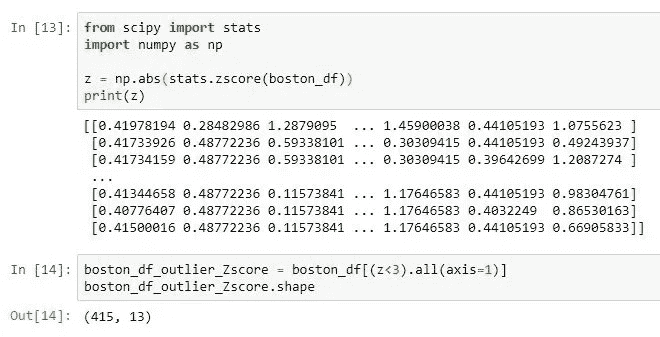 In [13]: from scipy import stats
import numpy as np
z = np.abs(stats.zscore(boston_df))
print(z)
[[0.41978194 0.28482986 1.2879095  ... 1.45900038 0.44105193 1.0755623 ]
[0.41733926 0.48772236 0.59338101 ... 0.30309415 0.44105193 0.49243937]
[0.41734159 0.48772236 0.59338101 ... 0.30309415 0.39642699 1.2087274 ]
...
[0.41344658 0.48772236 0.11573841 ... 1.17646583 0.44105193 0.98304761]
[0.40776407 0.48772236 0.11573841 ... 1.17646583 0.4032249  0.86530163]
[0.41500016 0.48772236 0.11573841 ... 1.17646583 0.44105193 0.66905833]]
In [14]: boston_df_outlier_Zscore = boston_df[(z<3).all(axis=1)]
boston_df_outlier_Zscore.shape
Out[14]: (415, 13)